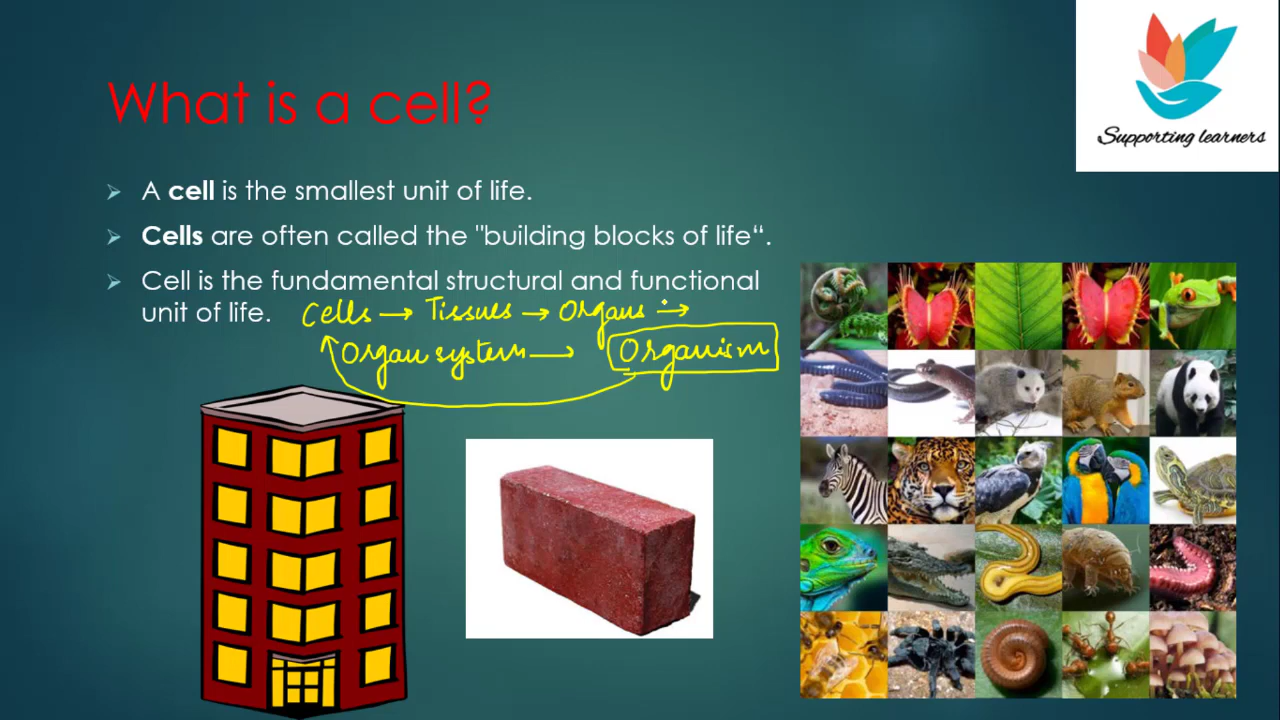 What is a cell?
Supporting learners
A cell is the smallest unit of life.
Cells are often called the "building blocks of life“.
Cell is the fundamental structural and functional
unit of life.
Cells → Tissues → Organs →
Organ system → Organism